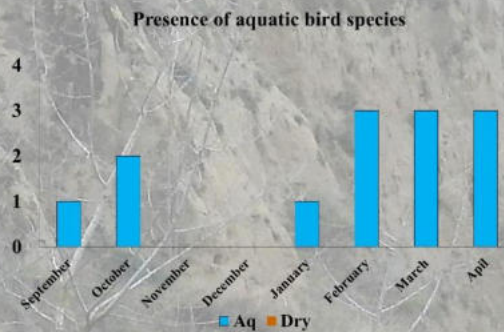 Presence of aquatic bird species
4
3
2
1
0
September
October
November
December
January
February
March
Apil
Aq
Dry